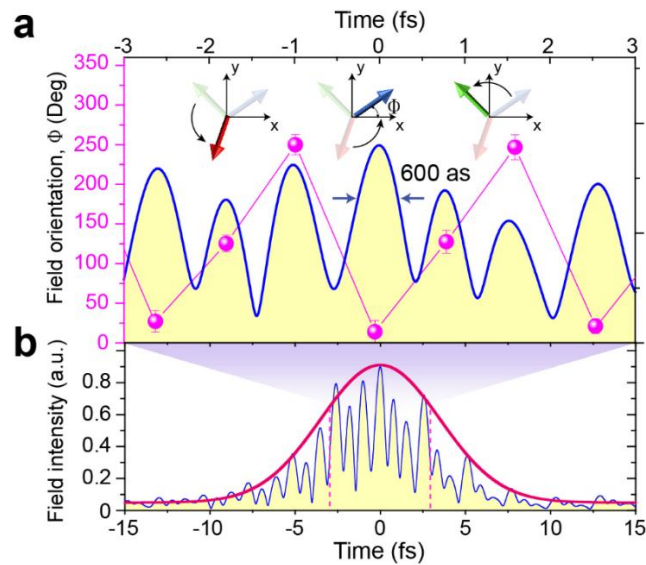 a
Time (fs)
-3 -2 -1 0 1 2 3
Field orientation, Φ (Deg)
350
300
250
200
150
100
50
0
y
x
y
Φ
x
y
x
600 as
b
Field intensity (a.u.)
0.8
0.6
0.4
0.2
0
-15 -10 -5 0 5 10 15
Time (fs)